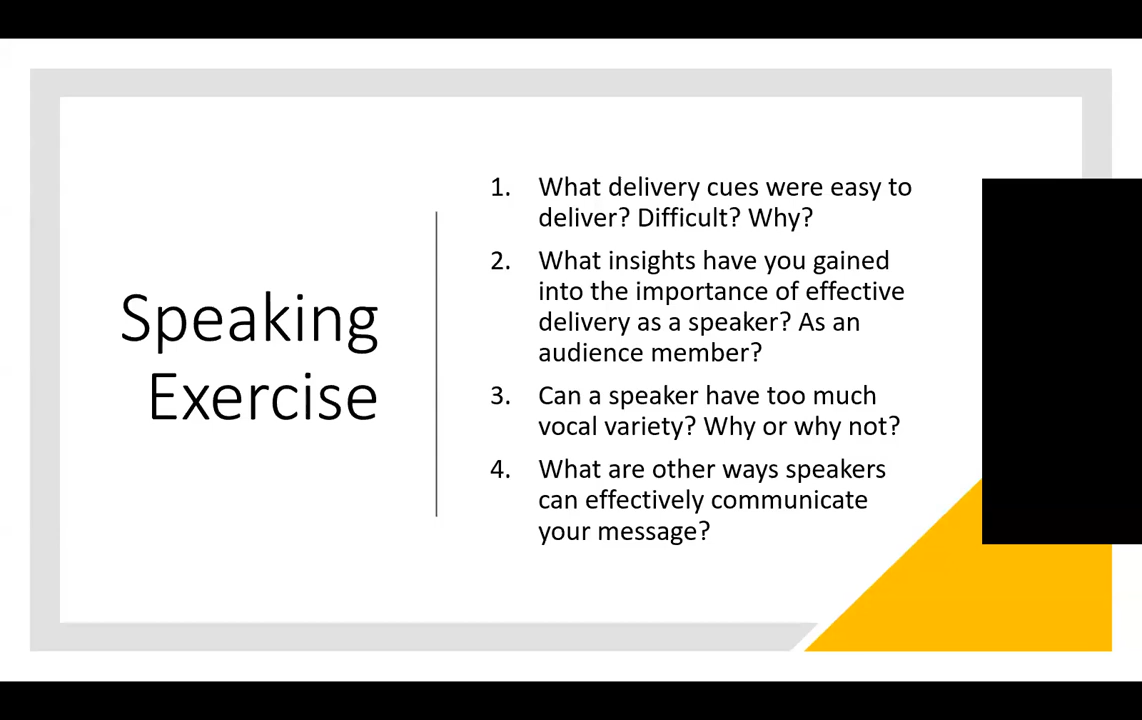 Speaking
Exercise
1. What delivery cues were easy to
deliver? Difficult? Why?
2. What insights have you gained
into the importance of effective
delivery as a speaker? As an
audience member?
3. Can a speaker have too much
vocal variety? Why or why not?
4. What are other ways speakers
can effectively communicate
your message?